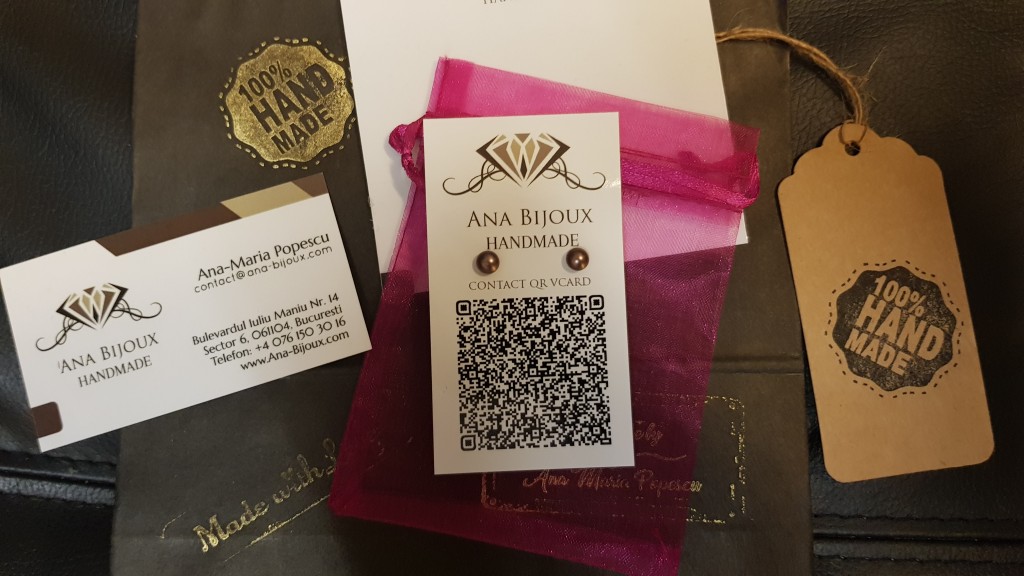 100%
HAND
MADE
Ana-Maria Popescu
contact@ana-bijoux.com
ANA BIJOUX
HANDMADE
Bulevardul Iuliu Maniu Nr. 14
Sector 6, 061104, Bucuresti
Telefon: +4 076 150 30 16
www.Ana-Bijoux.com
ANA BIJOUX
HANDMADE
CONTACT QR VCARD
100%
HAND
MADE
Made with
Ana Maria Popescu